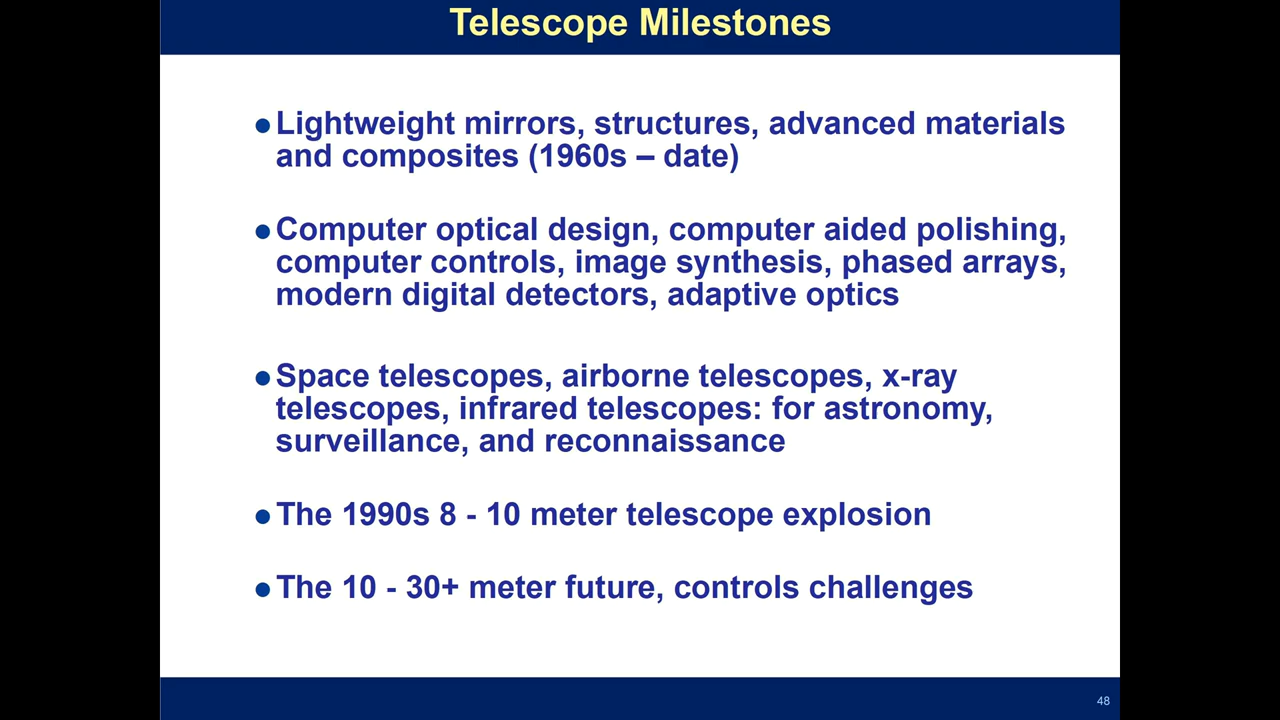 Telescope Milestones
●Lightweight mirrors, structures, advanced materials
and composites (1960s – date)
●Computer optical design, computer aided polishing,
computer controls, image synthesis, phased arrays,
modern digital detectors, adaptive optics
●Space telescopes, airborne telescopes, x-ray
telescopes, infrared telescopes: for astronomy,
surveillance, and reconnaissance
●The 1990s 8 - 10 meter telescope explosion
●The 10 - 30+ meter future, controls challenges
48